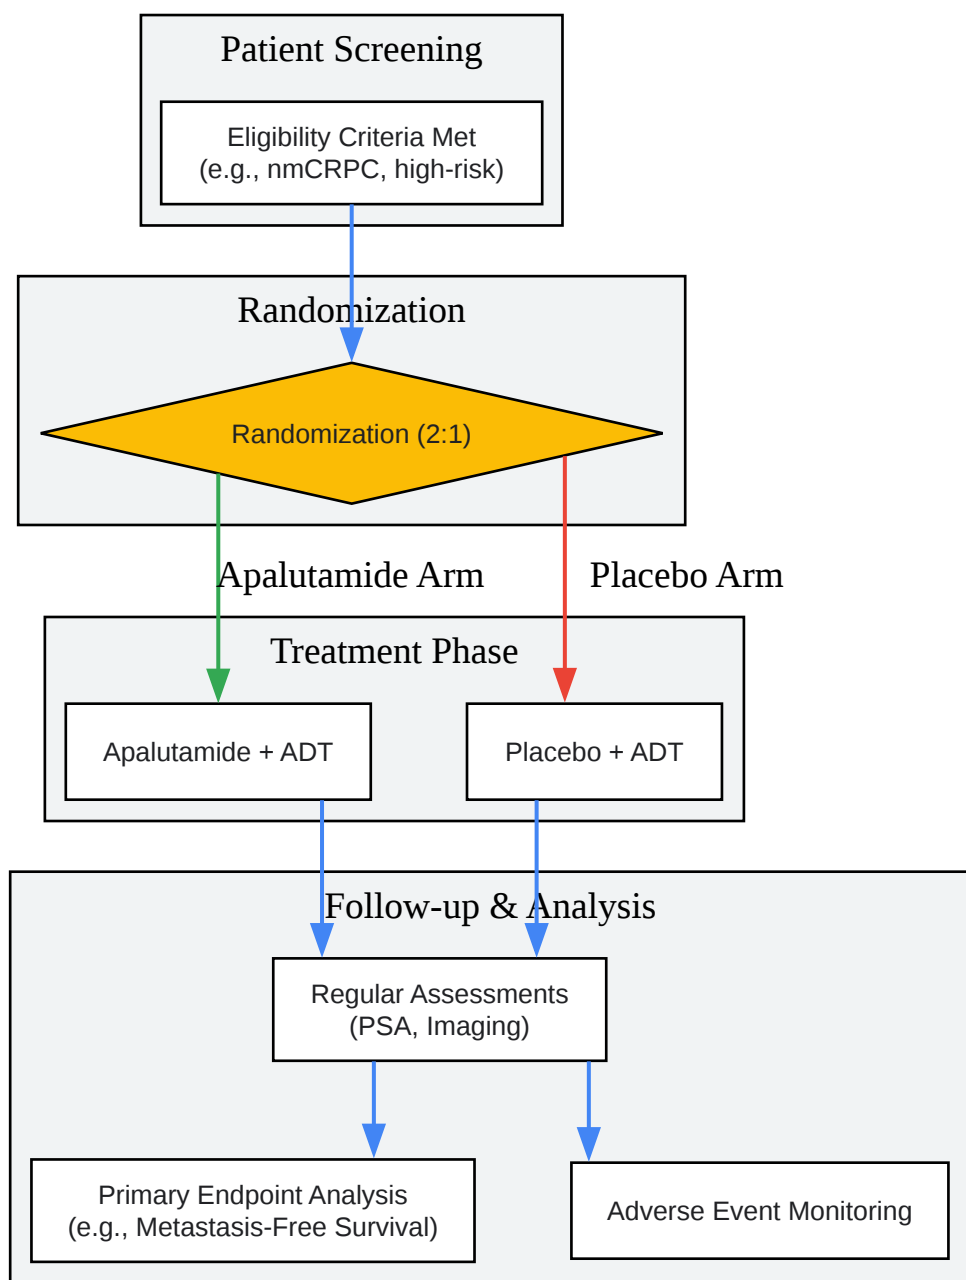 Patient Screening
Eligibility Criteria Met
(e.g., nmCRPC, high-risk)
Randomization
Randomization (2:1)
Apalutamide Arm
Placebo Arm
Treatment Phase
Apalutamide + ADT
Placebo + ADT
Follow-up & Analysis
Regular Assessments
(PSA, Imaging)
Primary Endpoint Analysis
(e.g., Metastasis-Free Survival)
Adverse Event Monitoring